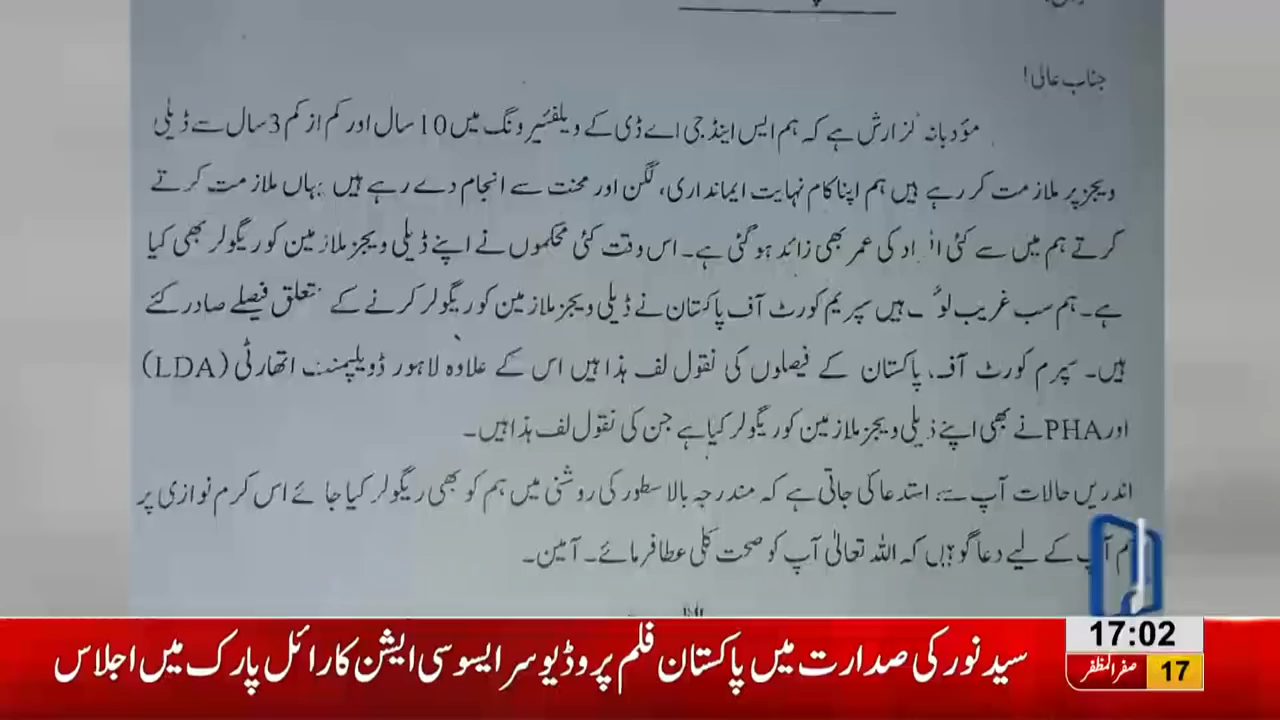 جناب عالی!
مؤدبانہ گزارش ہے کہ ہم ایس اینڈ جی اے ڈی کے ویلفئیر ونگ میں 10 سال اور کم از کم 3 سال سے ڈیلی
ویجز پر ملازمت کر رہے ہیں ہم اپنا کام نہایت ایمانداری، لگن اور محنت سے انجام دے رہے ہیں یہاں ملازمت کرتے
کرتے ہم میں سے کئی افراد کی عمر بھی زائد ہو گئی ہے۔ اس وقت کئی محکموں نے اپنے ڈیلی ویجز ملازمین کو ریگولر بھی کیا
ہے۔ ہم سب غریب لوگ ہیں سپریم کورٹ آف پاکستان نے ڈیلی ویجز ملازمین کو ریگولر کرنے کے متعلق فیصلے صادر کئے
ہیں۔ سپرم کورٹ آف پاکستان کے فیصلوں کی نقول لف ہذا ہیں اس کے علاوہ لاہور ڈویلپمنٹ اتھارٹی (LDA)
اور PHA نے بھی اپنے ڈیلی ویجز ملازمین کو ریگولر کیا ہے جن کی نقول لف ہذا ہیں۔
اندریں حالات آپ سے استدعا کی جاتی ہے کہ مندرجہ بالا سطور کی روشنی میں ہم کو بھی ریگولر کیا جائے اس کرم نوازی پر
ہم آپ کے لیے دعا گو ہوں کہ اللہ تعالیٰ آپ کو صحت کلی عطا فرمائے۔ آمین۔
سید نور کی صدارت میں پاکستان فلم پروڈیوسر ایسوسی ایشن کا رائل پارک میں اجلاس
17:02
17 صفر المظفر